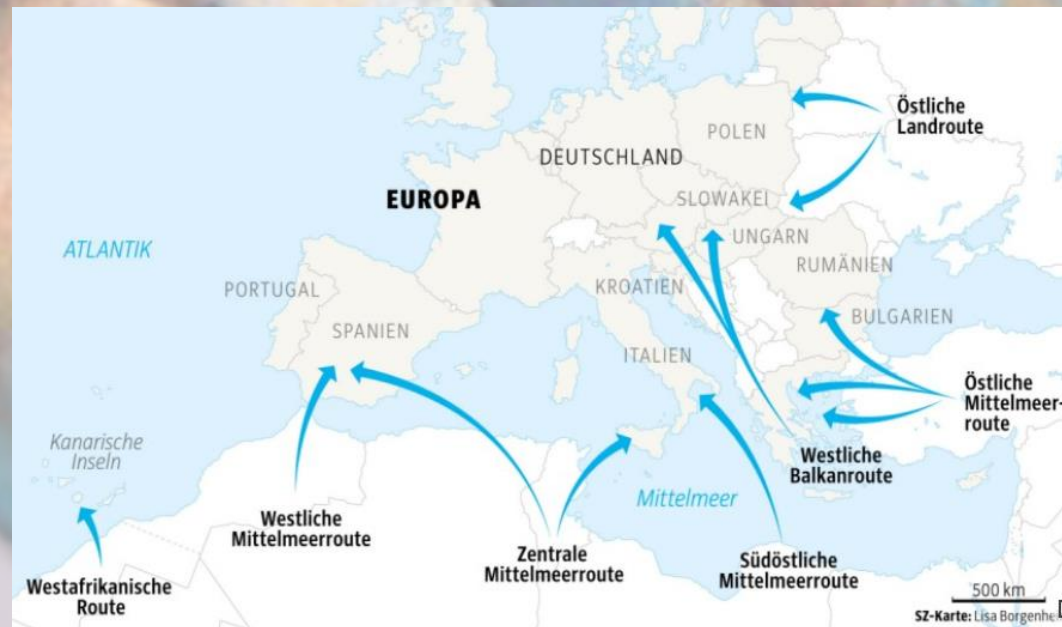 Östliche
Landroute
POLEN
DEUTSCHLAND
EUROPA
SLOWAKEI
ATLANTIK
UNGARN
RUMÄNIEN
PORTUGAL
KROATIEN
SPANIEN
BULGARIEN
ITALIEN
Östliche
Mittelmeer-
route
Kanarische
Inseln
Westliche
Balkanroute
Mittelmeer
Westliche
Mittelmeerroute
Zentrale
Mittelmeerroute
Südöstliche
Mittelmeerroute
Westafrikanische
Route
500 km
SZ-Karte: Lisa